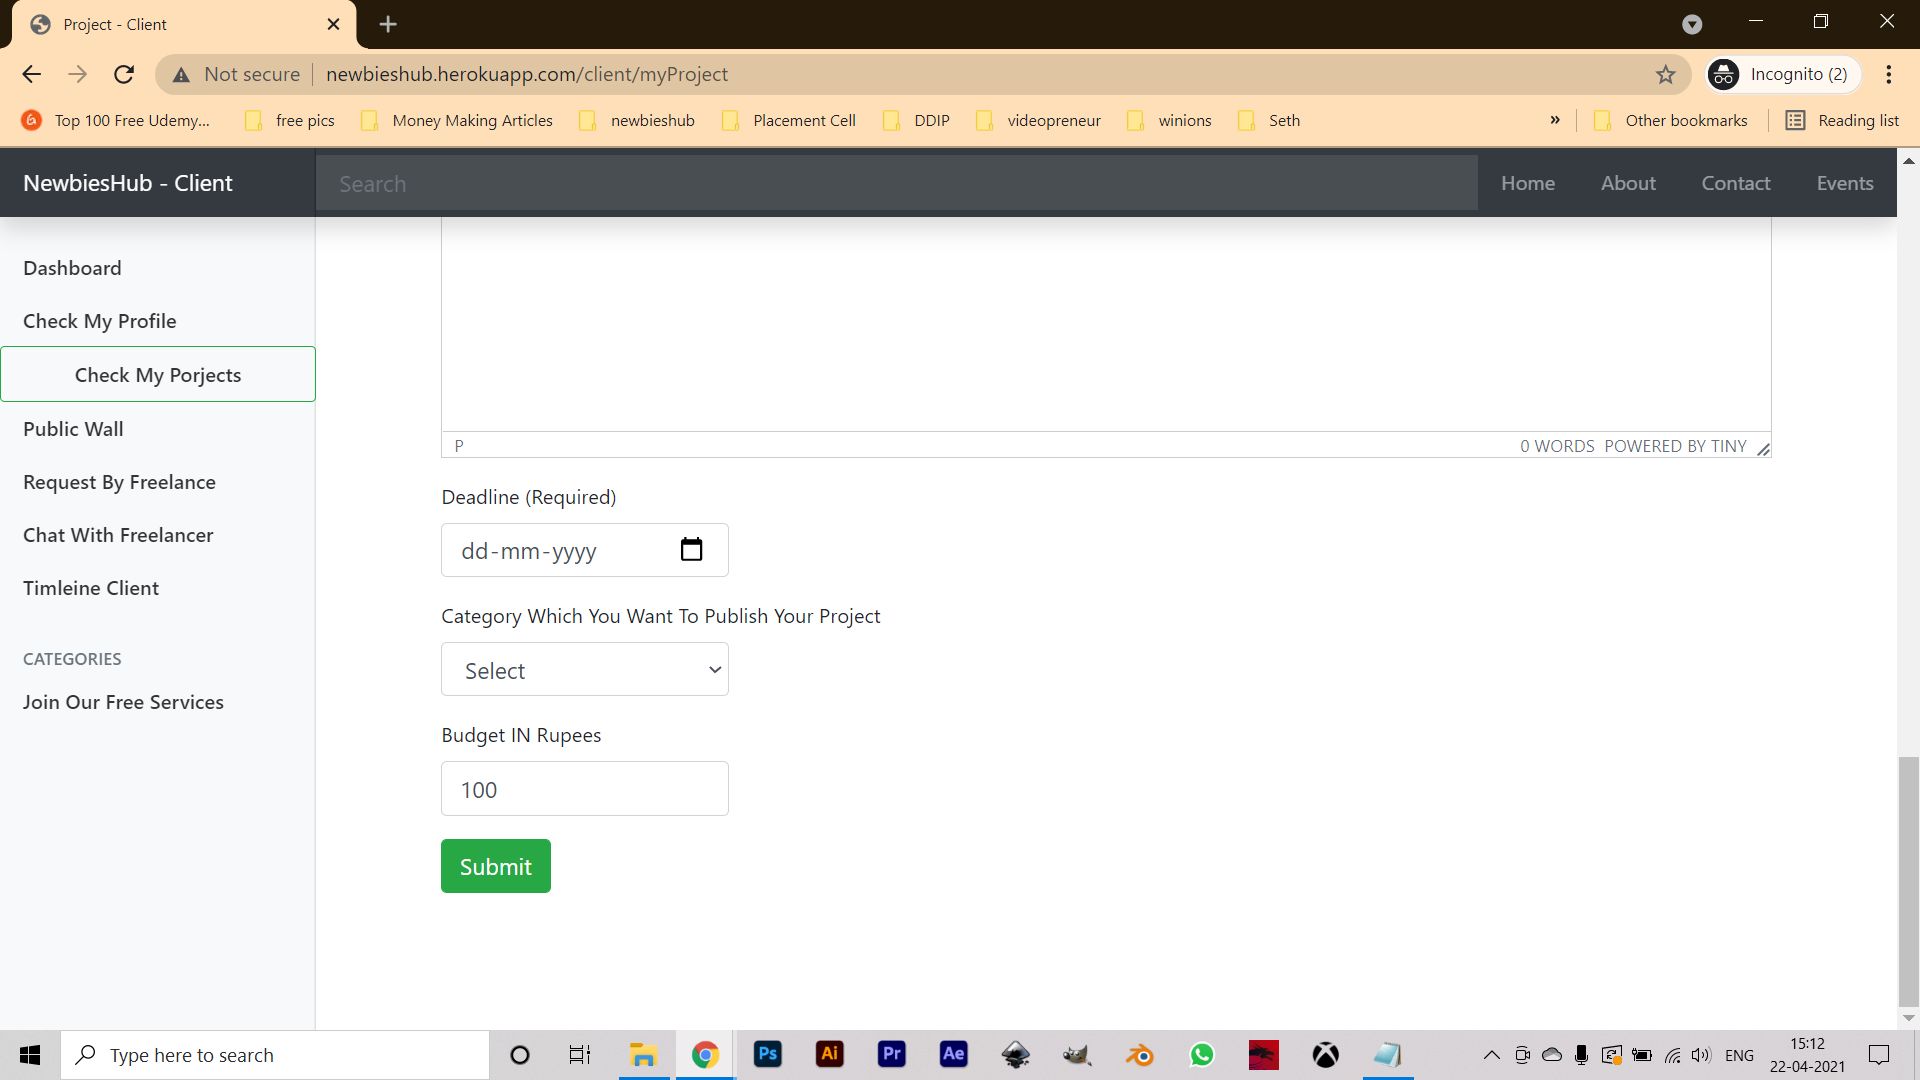 Project - Client
Not secure newbieshub.herokuapp.com/client/myProject
Incognito (2)
Top 100 Free Udemy... free pics Money Making Articles newbieshub Placement Cell DDIP videopreneur winions Seth » Other bookmarks Reading list
NewbiesHub - Client Search Home About Contact Events
Dashboard
Check My Profile
Check My Porjects
Public Wall
Request By Freelance
Chat With Freelancer
Timleine Client
CATEGORIES
Join Our Free Services
P 0 WORDS POWERED BY TINY
Deadline (Required)
dd-mm-yyyy
Category Which You Want To Publish Your Project
Select
Budget IN Rupees
100
Submit
Type here to search
Ps Ai Pr Ae
ENG
15:12
22-04-2021